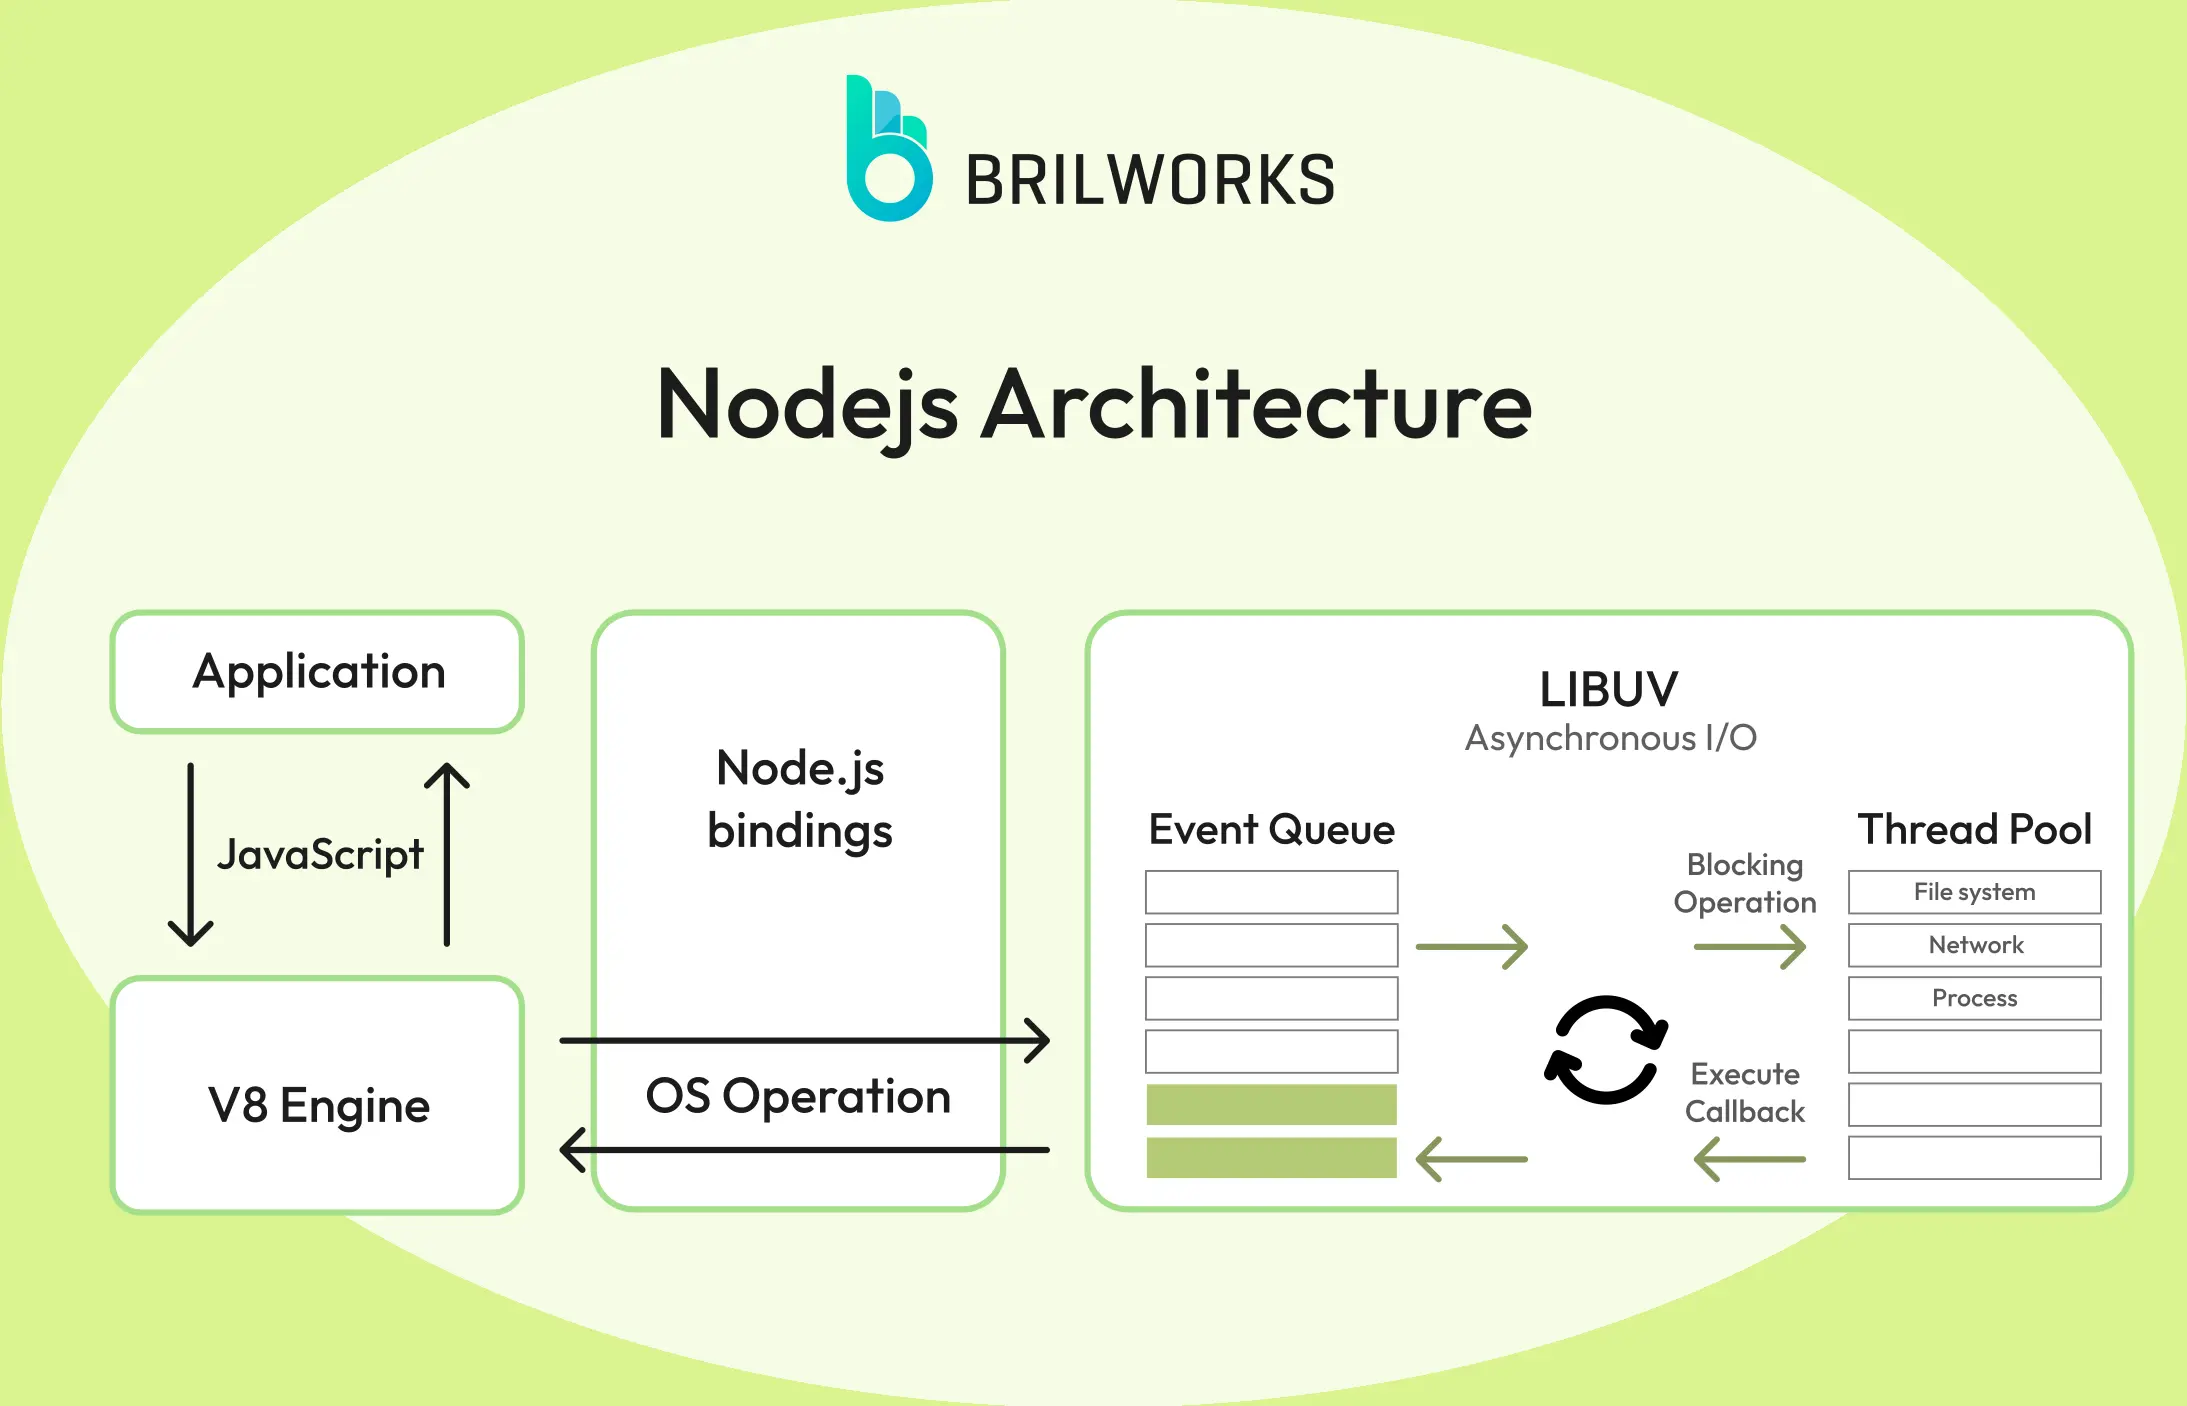 BRILWORKS
Nodejs Architecture
Application
JavaScript
V8 Engine
Node.js
bindings
OS Operation
LIBUV
Asynchronous I/O
Event Queue
Blocking
Operation
Execute
Callback
Thread Pool
File system
Network
Process